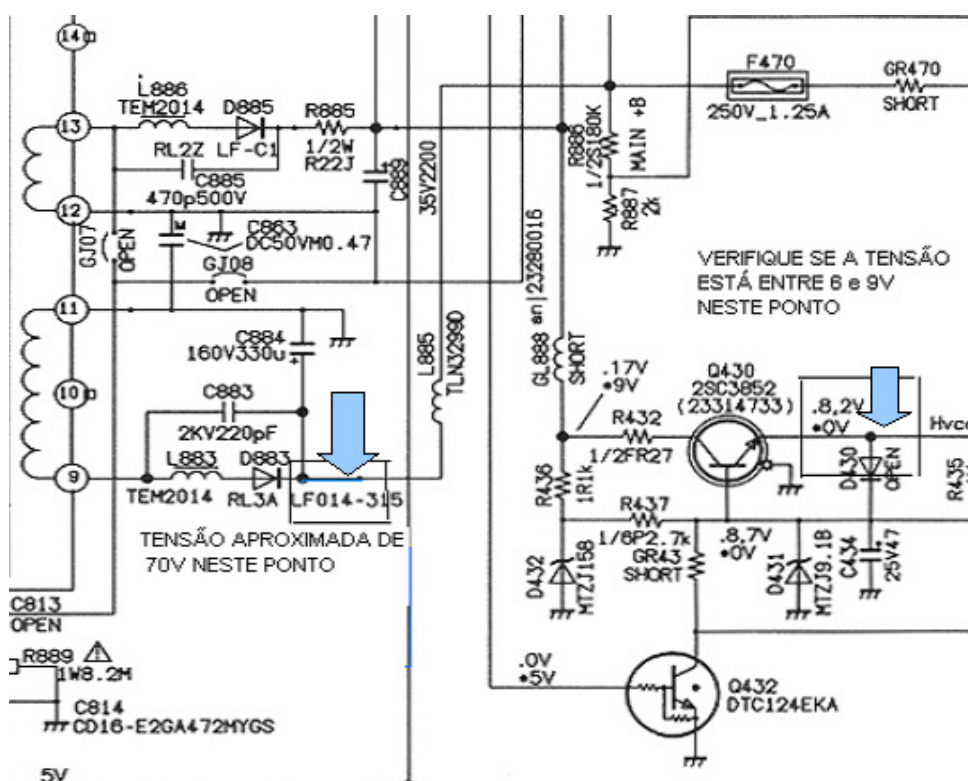 14
L886
TEM2014
D885
RL2Z
LF-C1
R885
1/2W
R22J
C885
470p500V
13
12
C889
35V2200
C863
DC50VM0.47
GJ07
OPEN
GJ08
OPEN
11
C884
160V330u
10
C883
2KV220pF
9
L883
TEM2014
D883
RL3A
LF014-315
TENSÃO APROXIMADA DE
70V NESTE PONTO
L885
TLN3299D
C813
OPEN
R889
1W8.2M
C814
CD16-E2GA472MYGS
5V
R886
1/2S180K
MAIN +B
R887
2k
F470
250V_1.25A
GR470
SHORT
VERIFIQUE SE A TENSÃO
ESTÁ ENTRE 6 e 9V
NESTE PONTO
GL888
SHORT
23280016
.17V
*9V
Q430
2SC3852
(23314733)
.8,2V
*0V
R432
1/2FR27
D430
OPEN
R435
R436
1R1k
R437
1/6P2.7k
GR43
SHORT
.8,7V
*0V
D432
MTZJ15B
D431
MTZJ9.1B
C434
25V47
.0V
*5V
Q432
DTC124EKA